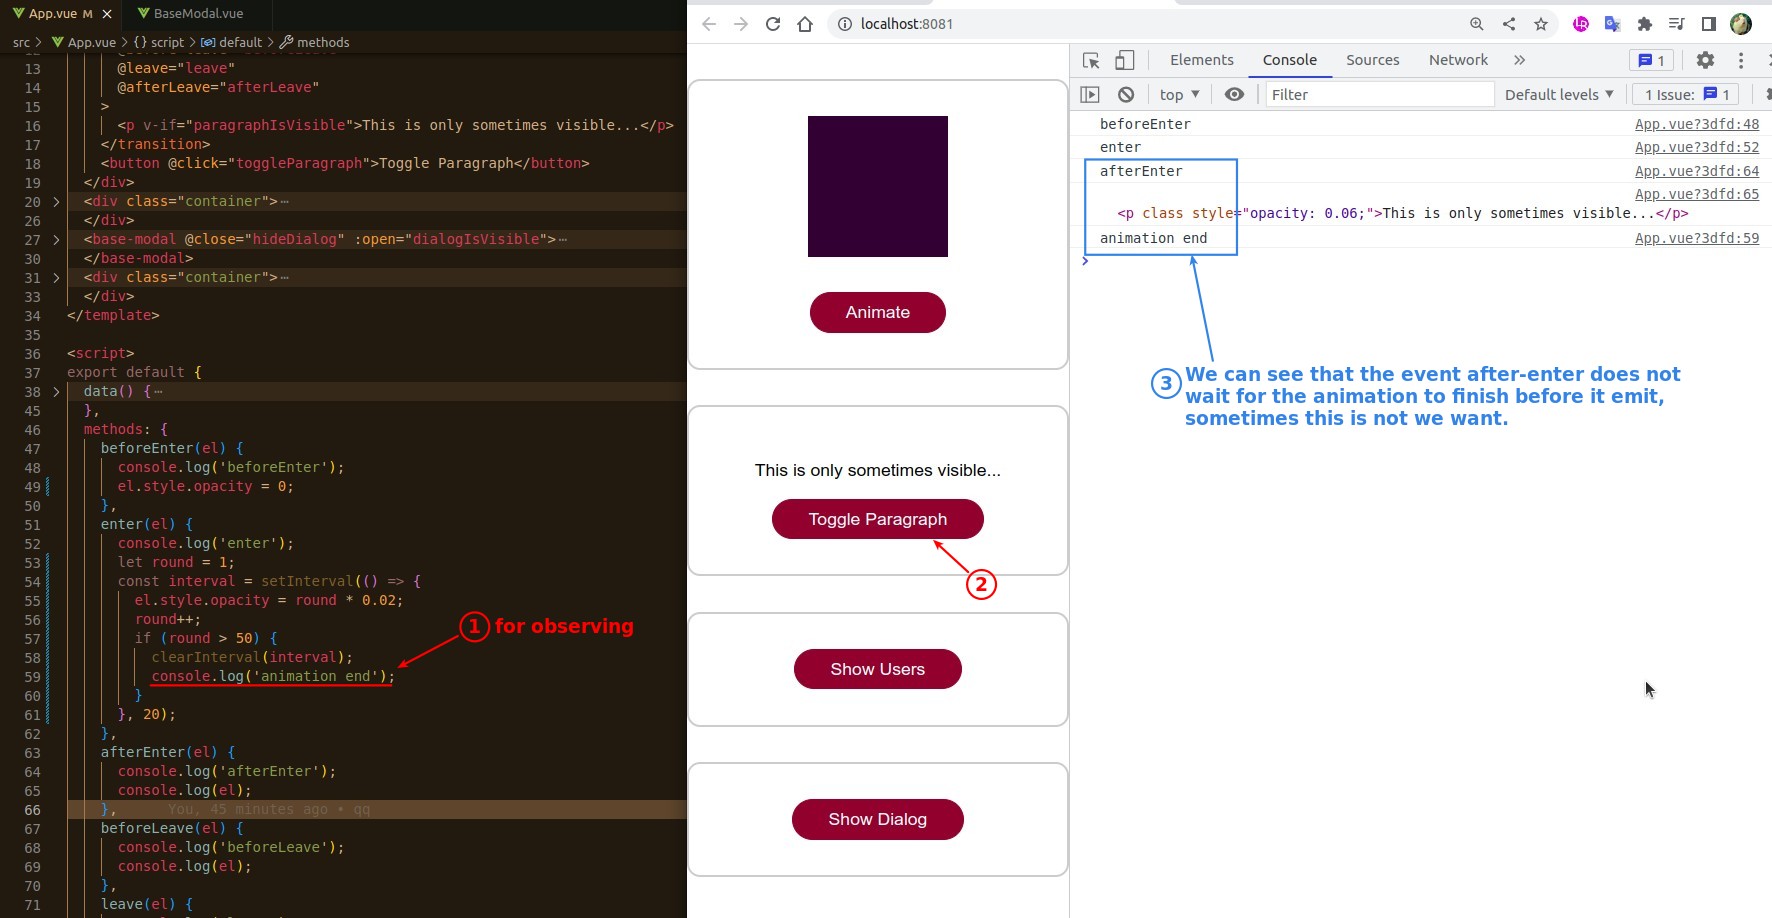 App.vue M
BaseModal.vue
src > App.vue > {} script > default > methods
13 @leave="leave"
14 @afterLeave="afterLeave"
15 >
16 <p v-if="paragraphIsVisible">This is only sometimes visible...</p>
17 </transition>
18 <button @click="toggleParagraph">Toggle Paragraph</button>
19 </div>
20 > <div class="container">⋯
26 </div>
27 > <base-modal @close="hideDialog" :open="dialogIsVisible">⋯
30 </base-modal>
31 > <div class="container">⋯
33 </div>
34 </template>
35
36 <script>
37 export default {
38 > data() {⋯
45 },
46 methods: {
47 beforeEnter(el) {
48 console.log('beforeEnter');
49 el.style.opacity = 0;
50 },
51 enter(el) {
52 console.log('enter');
53 let round = 1;
54 const interval = setInterval(() => {
55 el.style.opacity = round * 0.02;
56 round++;
57 if (round > 50) {
58 clearInterval(interval);
59 console.log('animation end');
60 }
61 }, 20);
62 },
63 afterEnter(el) {
64 console.log('afterEnter');
65 console.log(el);
66 }, You, 45 minutes ago • qq
67 beforeLeave(el) {
68 console.log('beforeLeave');
69 console.log(el);
70 },
71 leave(el) {
1 for observing
localhost:8081
Animate
This is only sometimes visible...
Toggle Paragraph
2
Show Users
Show Dialog
Elements Console Sources Network » 1
top ▼ Filter Default levels ▼ 1 Issue: 1
beforeEnter App.vue?3dfd:48
enter App.vue?3dfd:52
afterEnter App.vue?3dfd:64
App.vue?3dfd:65
<p class style="opacity: 0.06;">This is only sometimes visible...</p>
animation end App.vue?3dfd:59
>
3 We can see that the event after-enter does not
wait for the animation to finish before it emit,
sometimes this is not we want.